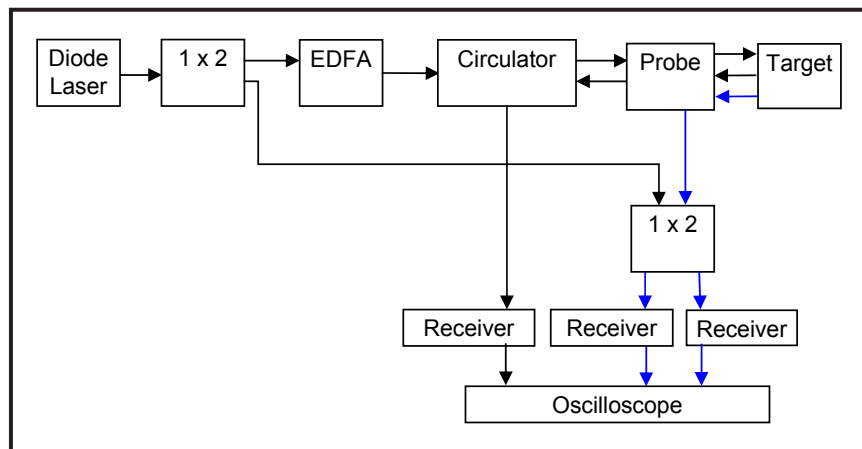 Diode
Laser
1 x 2
EDFA
Circulator
Probe
Target
1 x 2
Receiver
Receiver
Receiver
Oscilloscope